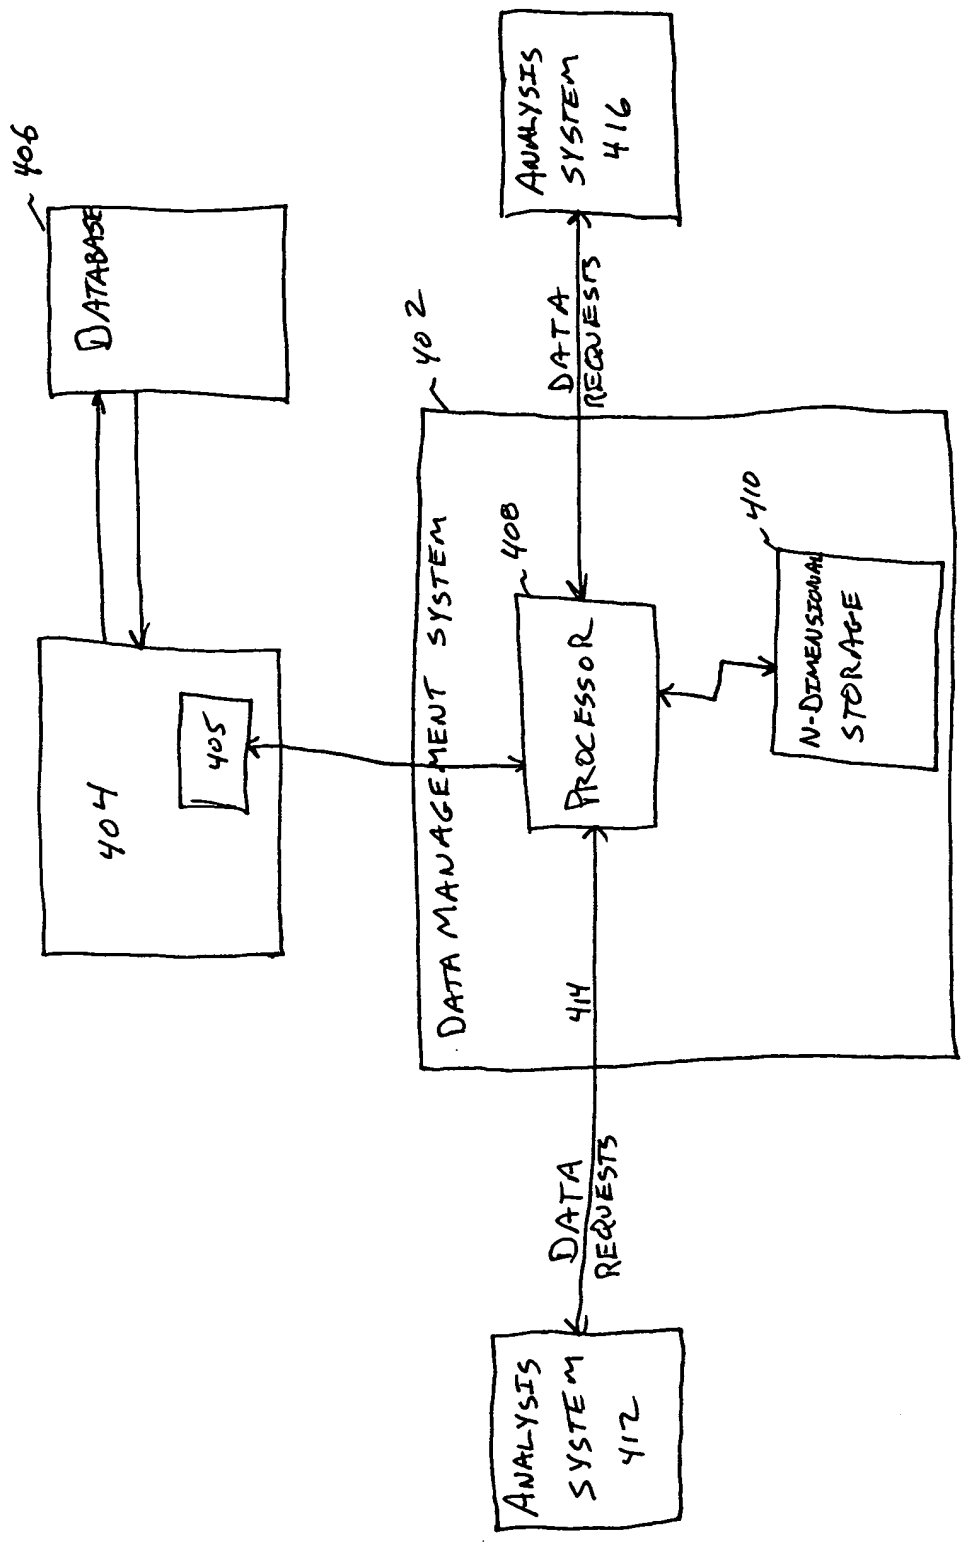 406
DATABASE
404
405
402
DATA MANAGEMENT SYSTEM
408
PROCESSOR
410
N-DIMENSIONAL
STORAGE
ANALYSIS
SYSTEM
412
DATA
REQUESTS
414
DATA
REQUESTS
ANALYSIS
SYSTEM
416